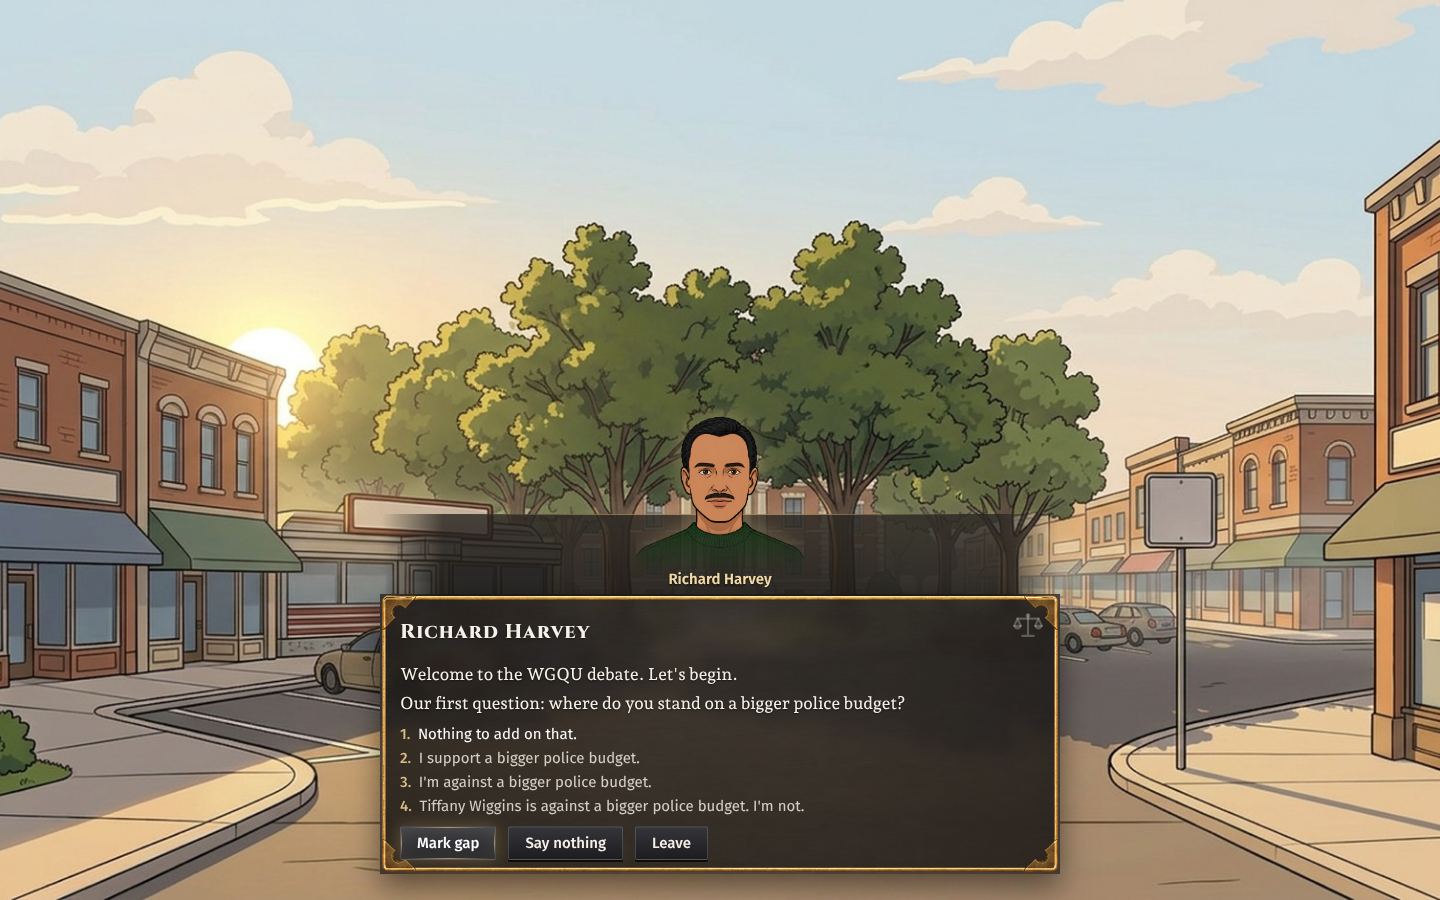 Richard Harvey
Richard Harvey
Welcome to the WGQU debate. Let's begin.
Our first question: where do you stand on a bigger police budget?
1. Nothing to add on that.
2. I support a bigger police budget.
3. I'm against a bigger police budget.
4. Tiffany Wiggins is against a bigger police budget. I'm not.
Mark gap Say nothing Leave